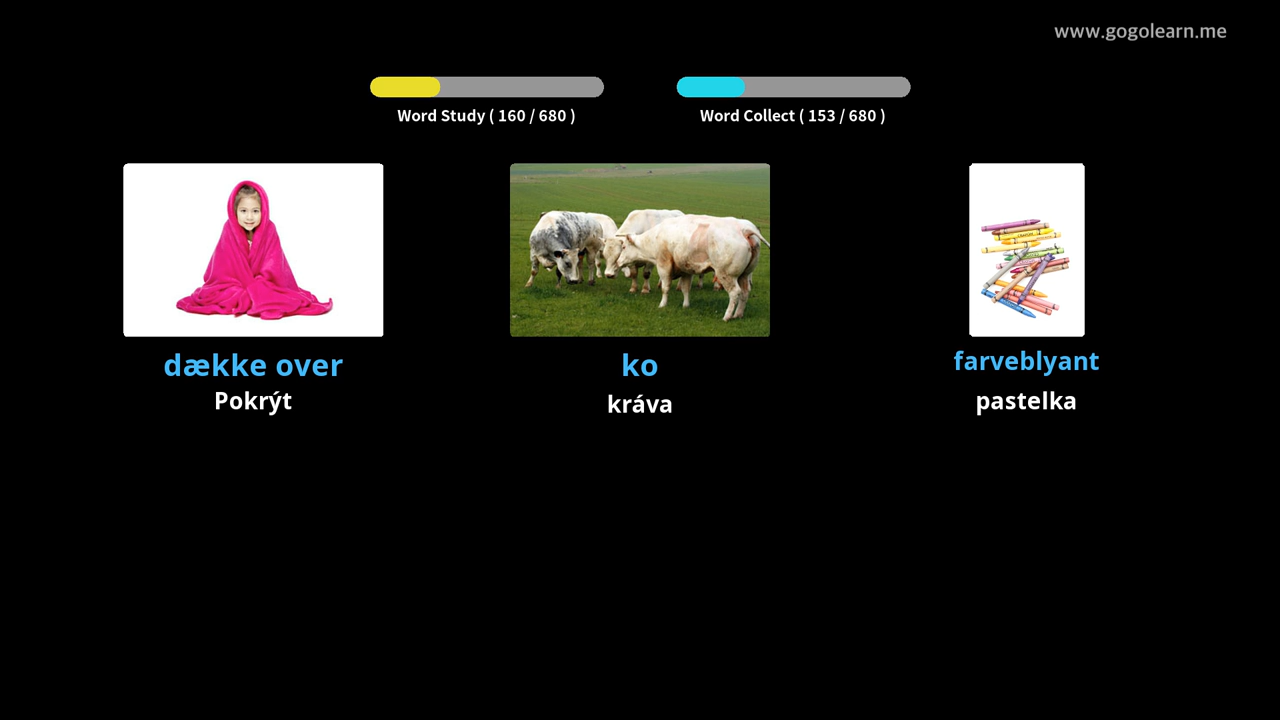 www.gogolearn.me
Word Study ( 160 / 680 )
Word Collect ( 153 / 680 )
dække over
Pokrýt
ko
kráva
farveblyant
pastelka